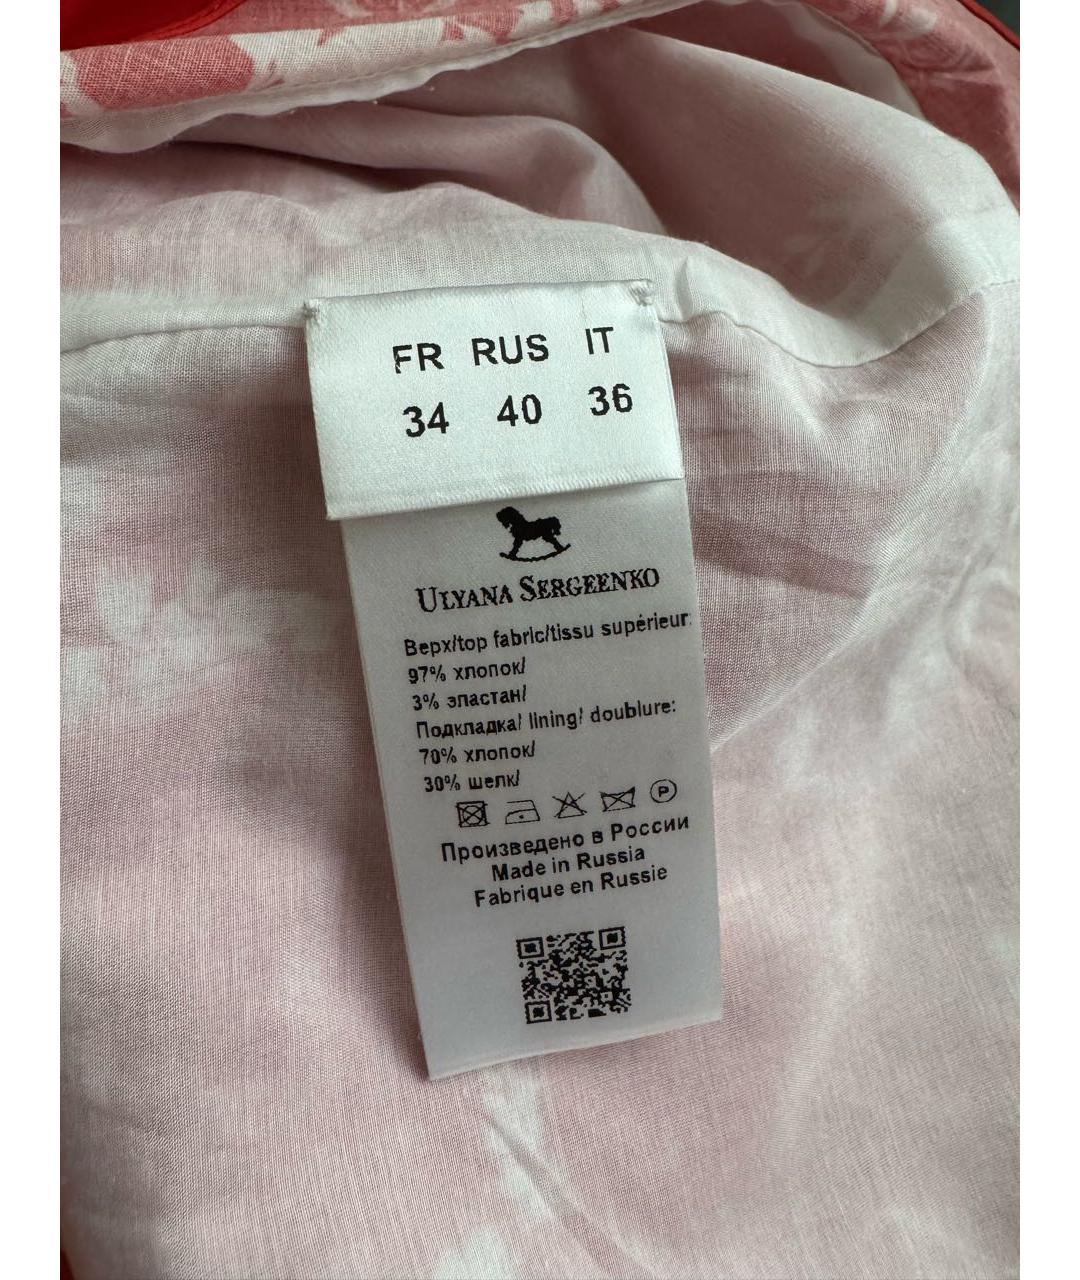 FR RUS IT
34 40 36
ULYANA SERGEENKO
Верх/top fabric/tissu supérieur:
97% хлопок/
3% эластан/
Подкладка/ lining/ doublure:
70% хлопок/
30% шелк/
P
Произведено в России
Made in Russia
Fabrique en Russie